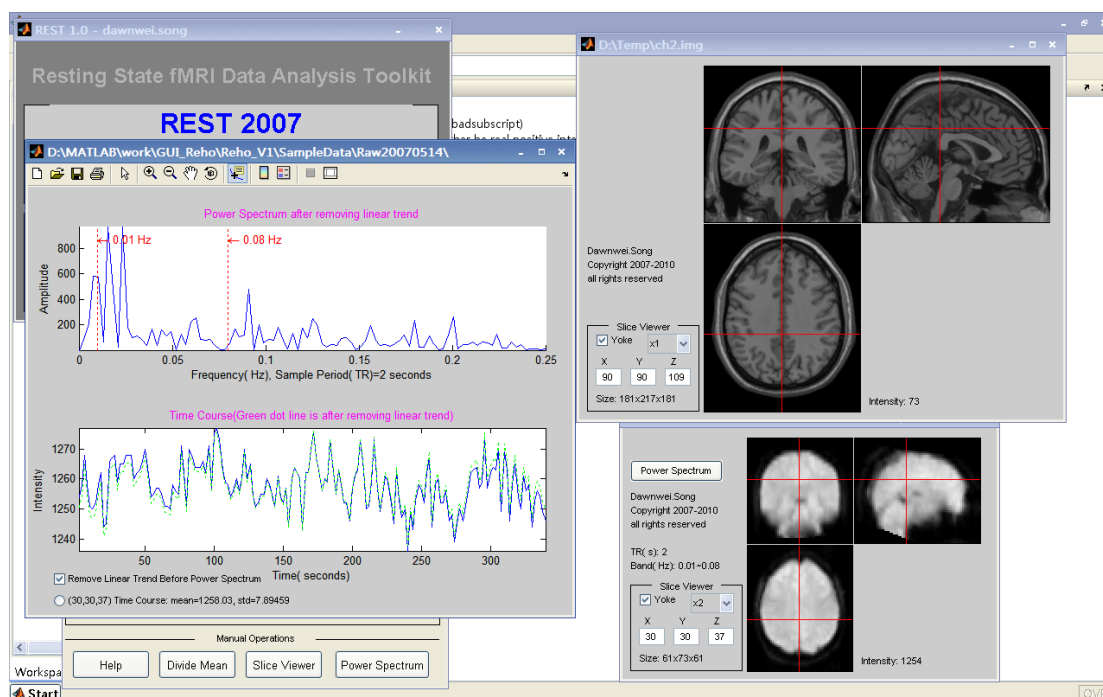 REST 1.0 - dawnwei.song
Resting State fMRI Data Analysis Toolkit
REST 2007
badsubscript)
D:\MATLAB\work\GUI_Reho\Reho_V1\SampleData\Raw20070514\
Power Spectrum after removing linear trend
0.01 Hz
0.08 Hz
Amplitude
800
600
400
200
0
0.05
0.1
0.15
0.2
0.25
Frequency( Hz), Sample Period( TR)=2 seconds
Time Course(Green dot line is after removing linear trend)
Intensity
1270
1260
1250
1240
50
100
150
200
250
300
Time( seconds)
Remove Linear Trend Before Power Spectrum
(30,30,37) Time Course: mean=1258.03, std=7.89459
Manual Operations
Help
Divide Mean
Slice Viewer
Power Spectrum
Workspa
Start
D:\Temp\ch2.img
Dawnwei.Song
Copyright 2007-2010
all rights reserved
Slice Viewer
Yoke
x1
X Y Z
90 90 109
Size: 181x217x181
Intensity: 73
Power Spectrum
Dawnwei.Song
Copyright 2007-2010
all rights reserved
TR( s): 2
Band( Hz): 0.01~0.08
Slice Viewer
Yoke
x2
X Y Z
30 30 37
Size: 61x73x61
Intensity: 1254